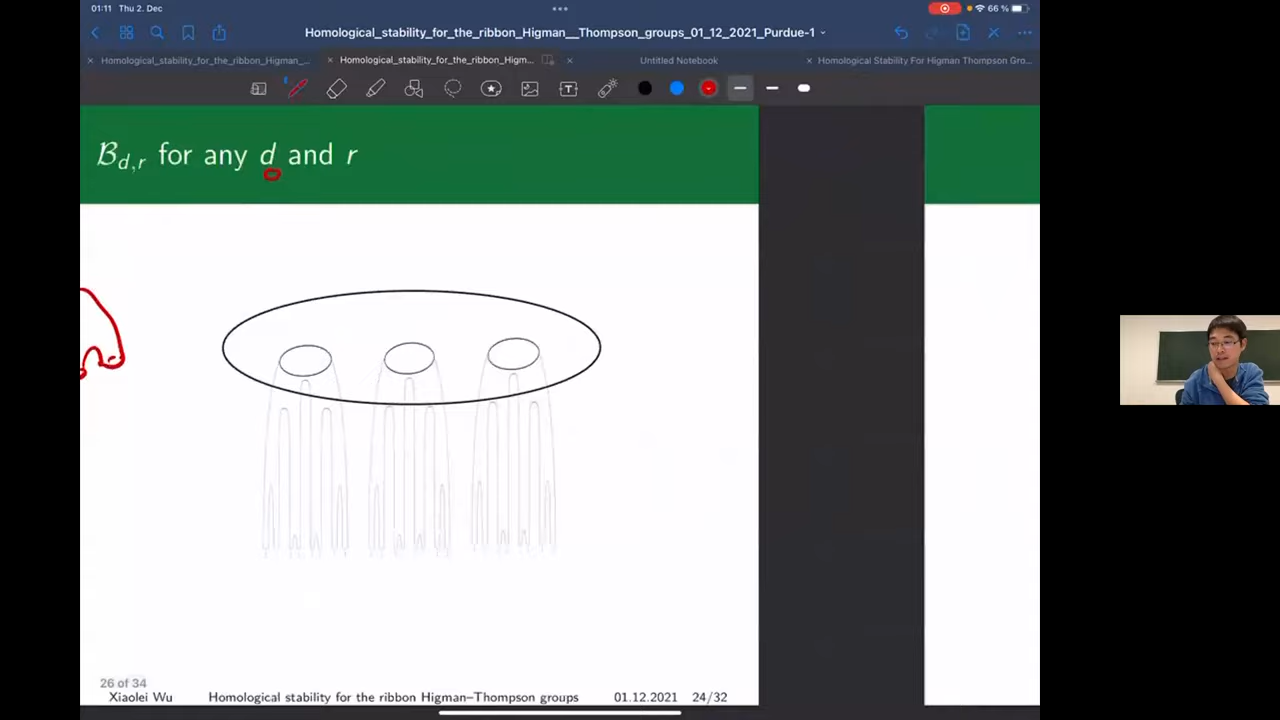 01:11 Thu 2. Dec
66 %
Homological_stability_for_the_ribbon_Higman__Thompson_groups_01_12_2021_Purdue-1
Homological_stability_for_the_ribbon_Higman_...
Homological_stability_for_the_ribbon_Higm...
Untitled Notebook
Homological Stability For Higman Thompson Gro...
T
ℬd,r for any d and r
26 of 34
Xiaolei Wu Homological stability for the ribbon Higman–Thompson groups 01.12.2021 24/32